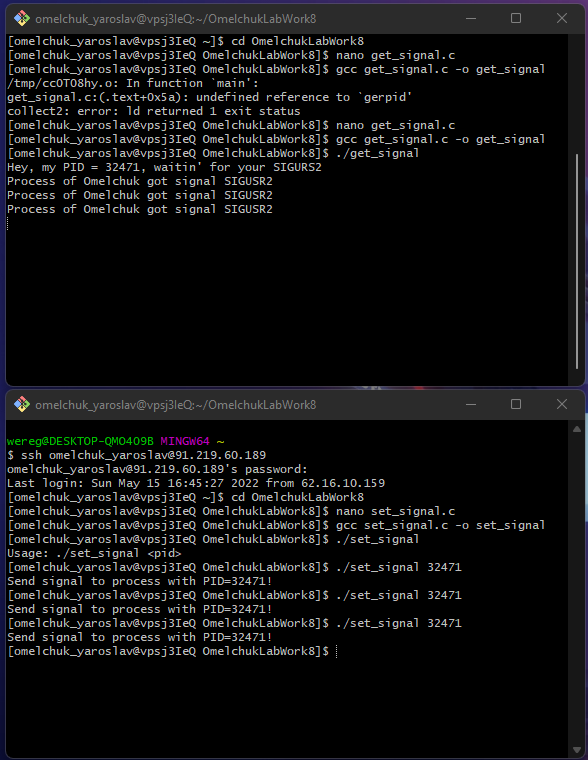 omelchuk_yaroslav@vpsj3IeQ:~/OmelchukLabWork8
[omelchuk_yaroslav@vpsj3IeQ ~]$ cd OmelchukLabWork8
[omelchuk_yaroslav@vpsj3IeQ OmelchukLabWork8]$ nano get_signal.c
[omelchuk_yaroslav@vpsj3IeQ OmelchukLabWork8]$ gcc get_signal.c -o get_signal
/tmp/ccOTO8hy.o: In function `main':
get_signal.c:(.text+0x5a): undefined reference to `gerpid'
collect2: error: ld returned 1 exit status
[omelchuk_yaroslav@vpsj3IeQ OmelchukLabWork8]$ nano get_signal.c
[omelchuk_yaroslav@vpsj3IeQ OmelchukLabWork8]$ gcc get_signal.c -o get_signal
[omelchuk_yaroslav@vpsj3IeQ OmelchukLabWork8]$ ./get_signal
Hey, my PID = 32471, waitin' for your SIGURS2
Process of Omelchuk got signal SIGUSR2
Process of Omelchuk got signal SIGUSR2
Process of Omelchuk got signal SIGUSR2
omelchuk_yaroslav@vpsj3IeQ:~/OmelchukLabWork8
wereg@DESKTOP-QMO4O9B MINGW64 ~
$ ssh omelchuk_yaroslav@91.219.60.189
omelchuk_yaroslav@91.219.60.189's password:
Last login: Sun May 15 16:45:27 2022 from 62.16.10.159
[omelchuk_yaroslav@vpsj3IeQ ~]$ cd OmelchukLabWork8
[omelchuk_yaroslav@vpsj3IeQ OmelchukLabWork8]$ nano set_signal.c
[omelchuk_yaroslav@vpsj3IeQ OmelchukLabWork8]$ gcc set_signal.c -o set_signal
[omelchuk_yaroslav@vpsj3IeQ OmelchukLabWork8]$ ./set_signal
Usage: ./set_signal <pid>
[omelchuk_yaroslav@vpsj3IeQ OmelchukLabWork8]$ ./set_signal 32471
Send signal to process with PID=32471!
[omelchuk_yaroslav@vpsj3IeQ OmelchukLabWork8]$ ./set_signal 32471
Send signal to process with PID=32471!
[omelchuk_yaroslav@vpsj3IeQ OmelchukLabWork8]$ ./set_signal 32471
Send signal to process with PID=32471!
[omelchuk_yaroslav@vpsj3IeQ OmelchukLabWork8]$